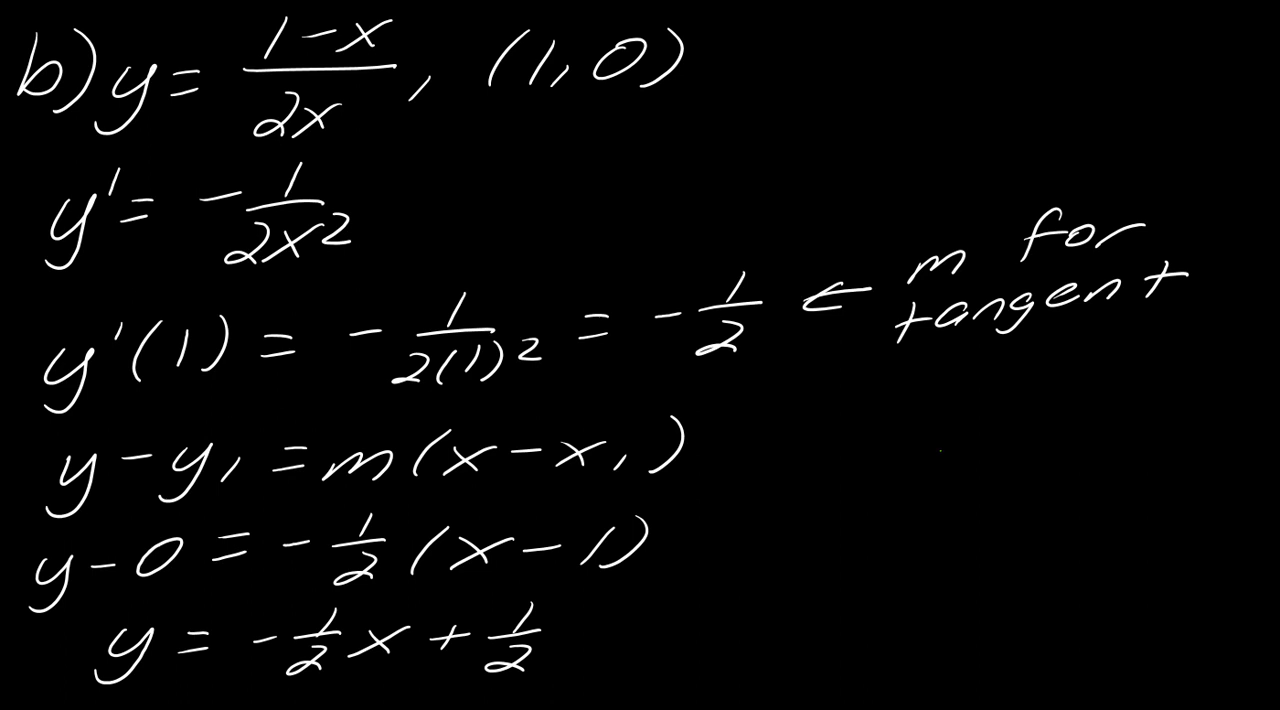 b) y = (1-x)/(2x), (1,0)
y' = -1/(2x²)
y'(1) = -1/(2(1)²) = -1/2 ← m for tangent
y - y₁ = m(x - x₁)
y - 0 = -1/2 (x - 1)
y = -1/2 x + 1/2